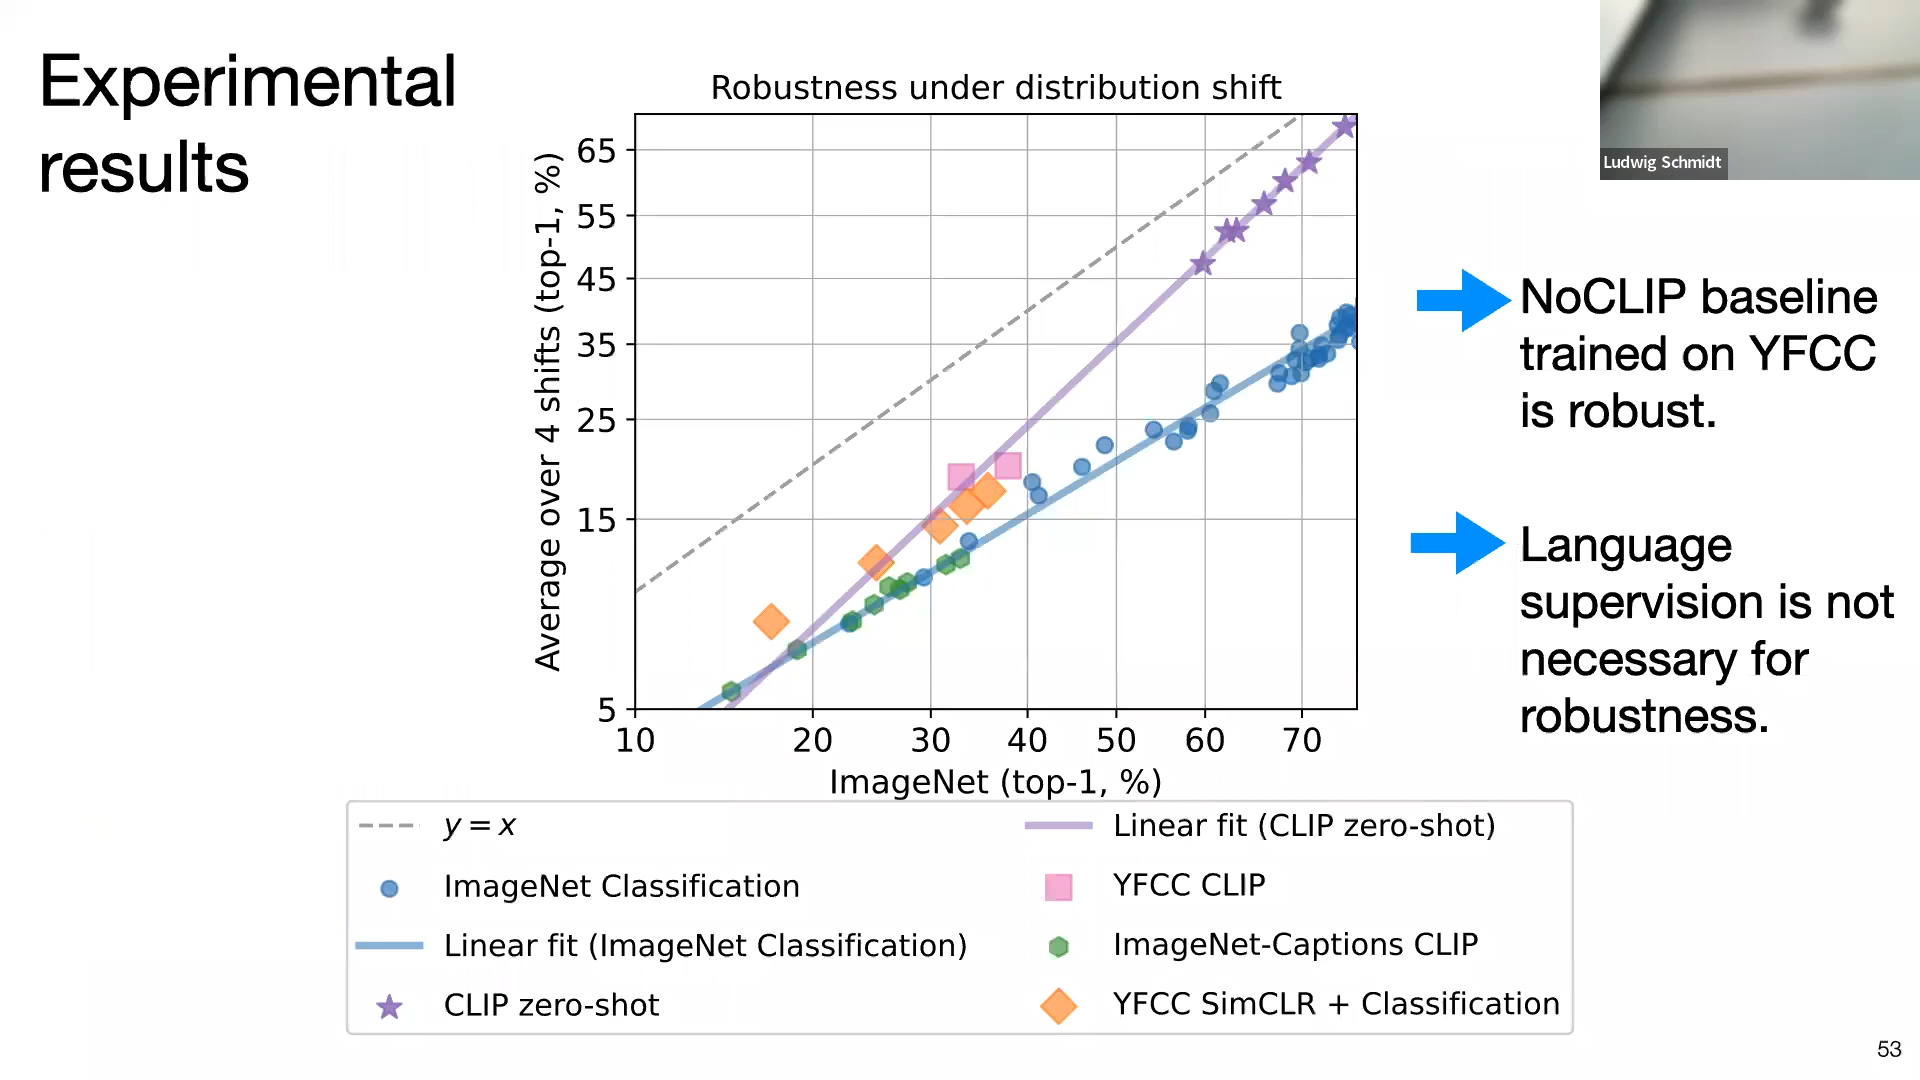 Experimental
results
Robustness under distribution shift
Ludwig Schmidt
Average over 4 shifts (top-1, %)
65
55
45
35
25
15
5
10 20 30 40 50 60 70
ImageNet (top-1, %)
NoCLIP baseline
trained on YFCC
is robust.
Language
supervision is not
necessary for
robustness.
y = x
ImageNet Classification
Linear fit (ImageNet Classification)
CLIP zero-shot
Linear fit (CLIP zero-shot)
YFCC CLIP
ImageNet-Captions CLIP
YFCC SimCLR + Classification
53